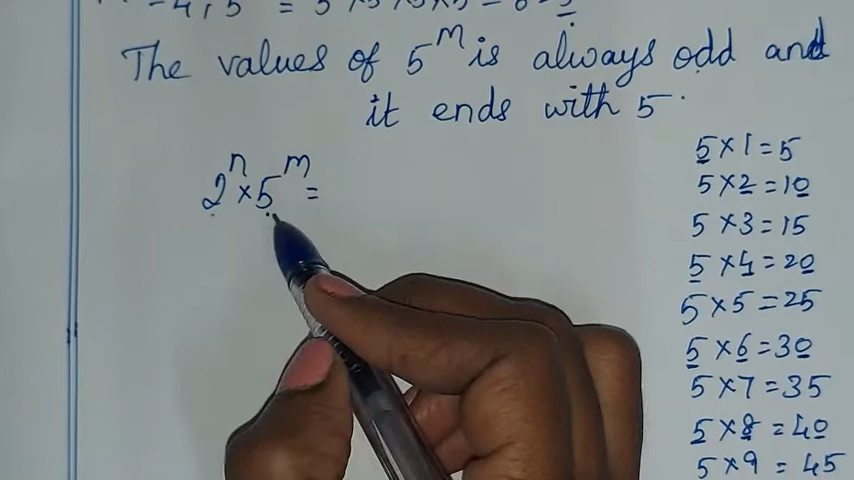 The values of 5^m is always odd and
it ends with 5.
2^n × 5^m =
5 × 1 = 5
5 × 2 = 10
5 × 3 = 15
5 × 4 = 20
5 × 5 = 25
5 × 6 = 30
5 × 7 = 35
5 × 8 = 40
5 × 9 = 45